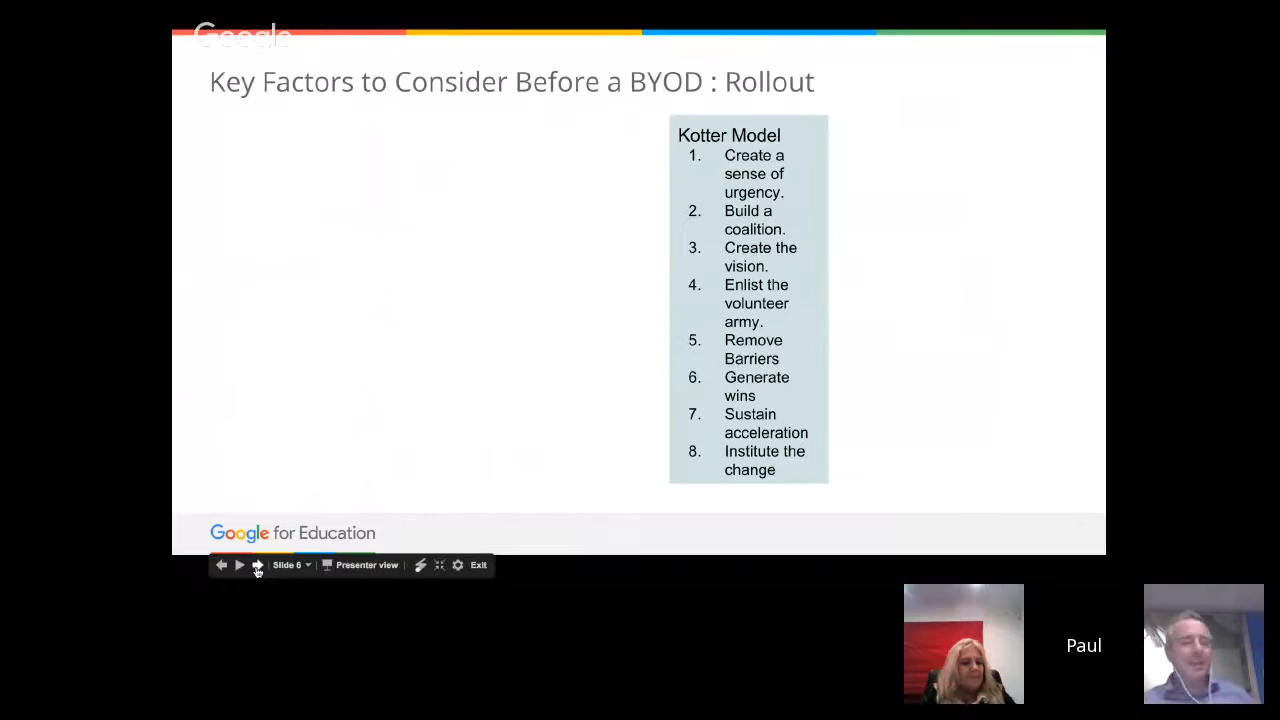 Google
Key Factors to Consider Before a BYOD : Rollout
Kotter Model
1. Create a
sense of
urgency.
2. Build a
coalition.
3. Create the
vision.
4. Enlist the
volunteer
army.
5. Remove
Barriers
6. Generate
wins
7. Sustain
acceleration
8. Institute the
change
Google for Education
Slide 6
Presenter view
Exit
Paul